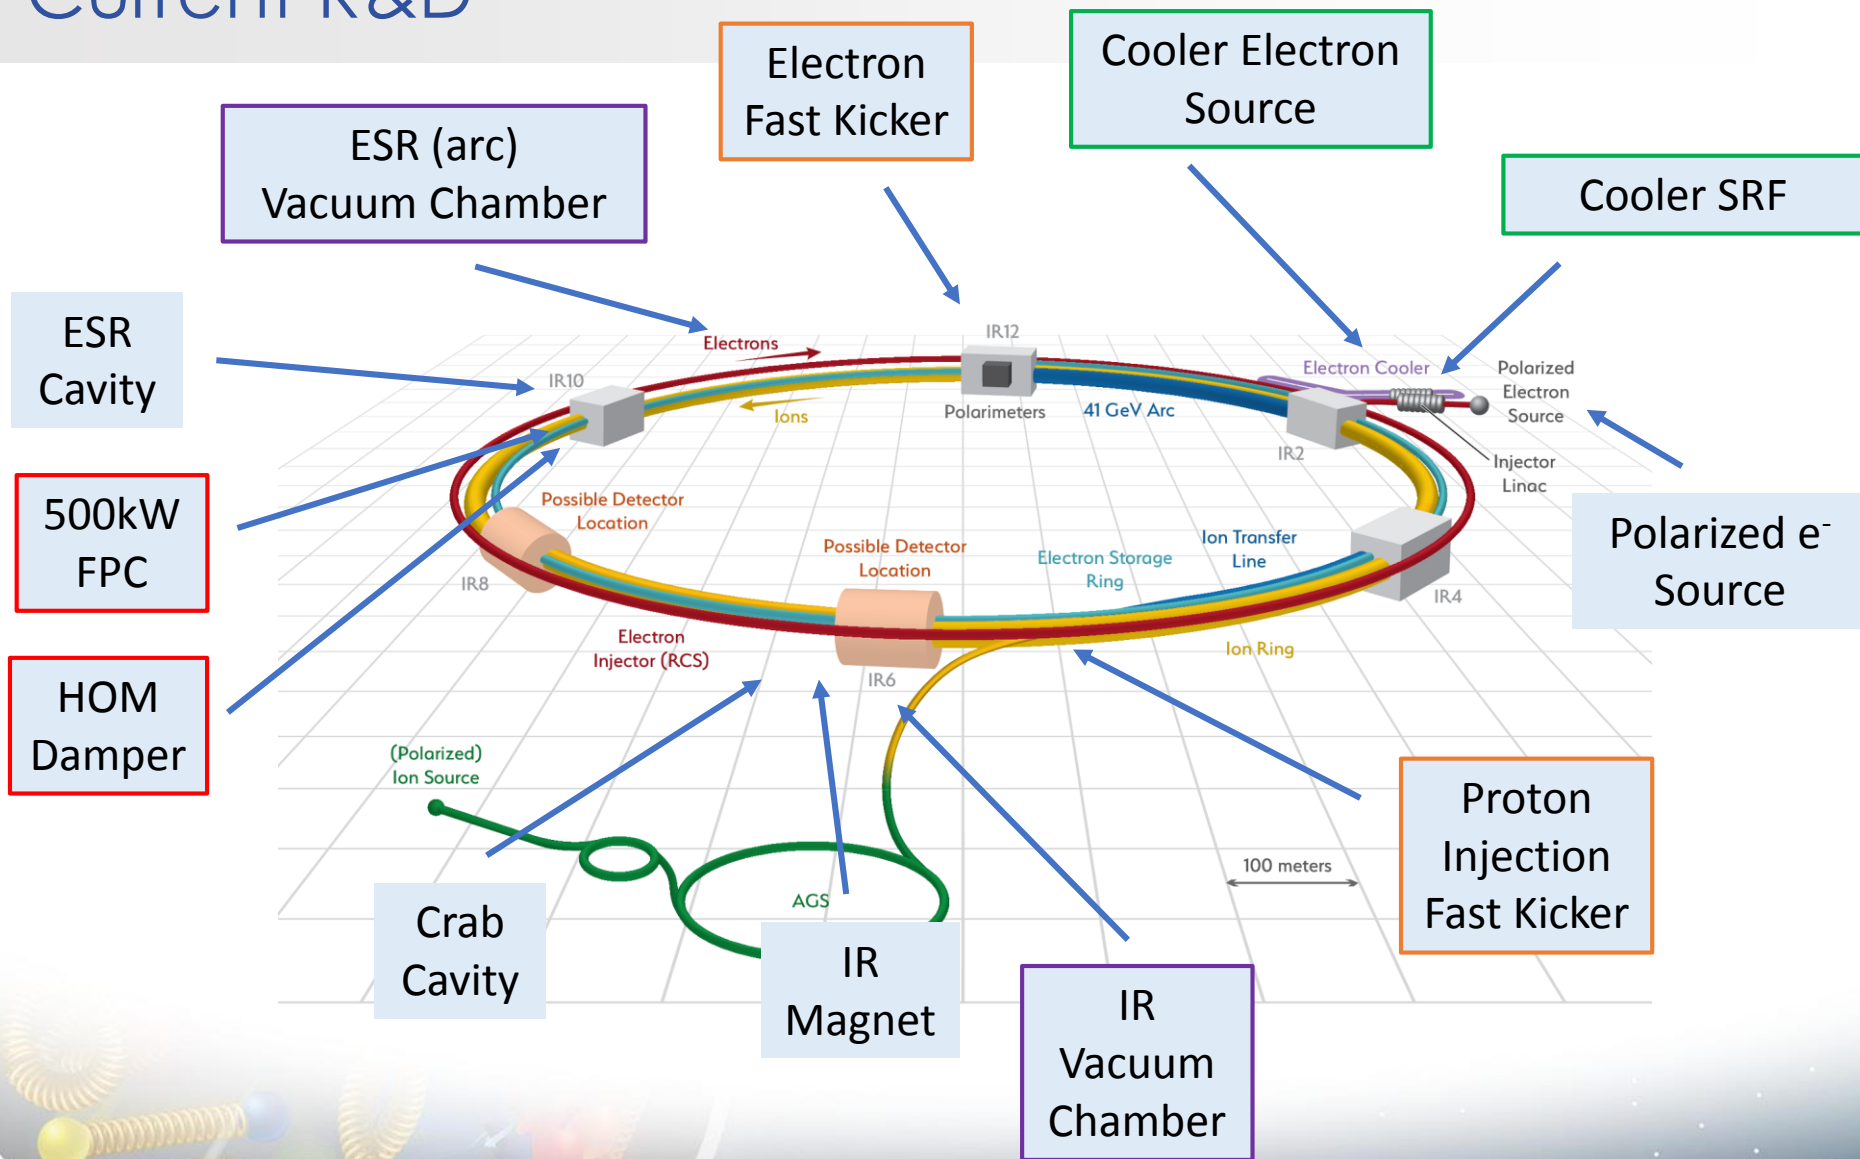 Current R&D
Electron
Fast Kicker
Cooler Electron
Source
ESR (arc)
Vacuum Chamber
Cooler SRF
ESR
Cavity
500kW
FPC
HOM
Damper
Electrons
IR12
IR10
Ions
Polarimeters
41 GeV Arc
Electron Cooler
Polarized
Electron
Source
IR2
Injector
Linac
Possible Detector
Location
IR8
Possible Detector
Location
Electron Storage
Ring
Ion Transfer
Line
IR4
Electron
Injector (RCS)
IR6
Ion Ring
Polarized e-
Source
(Polarized)
Ion Source
AGS
100 meters
Crab
Cavity
IR
Magnet
IR
Vacuum
Chamber
Proton
Injection
Fast Kicker